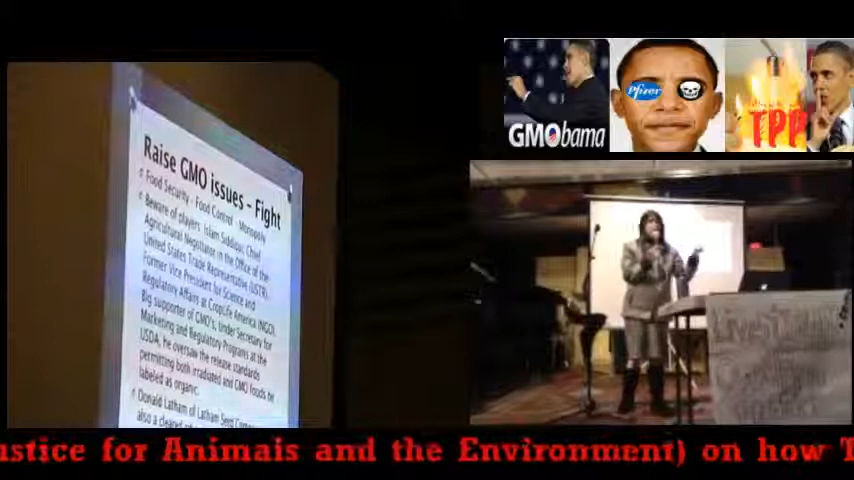 Raise GMO issues - Fight
Food Security - Food Control - Monopoly
Beware of players: Islam Siddiqui, Chief
Agricultural Negotiator in the Office of the
United States Trade Representative (USTR).
Former Vice President for Science and
Regulatory Affairs at CropLife America (NGO)
Big supporter of GMO's, Under Secretary for
Marketing and Regulatory Programs at the
USDA, he oversaw the release standards
permitting both irradiated and GMO foods be
labeled as organic.
Donald Latham of Latham Seed
also a cleared
GMObama
Pfizer
TPP
ustice for Animals and the Environment) on how T